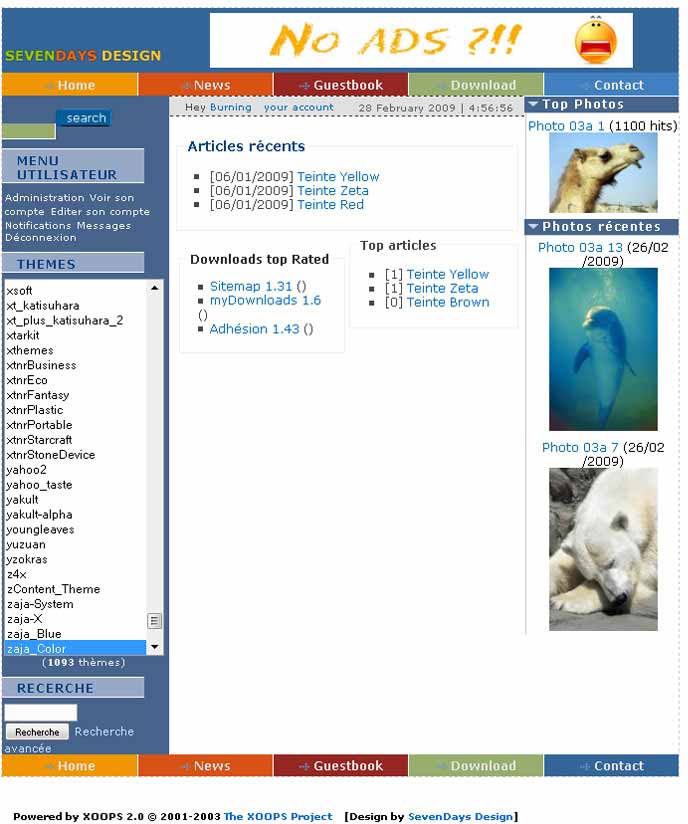 SEVENDAYS DESIGN
No ADS ?!!
Home News Guestbook Download Contact
search
MENU
UTILISATEUR
Administration Voir son
compte Editer son compte
Notifications Messages
Déconnexion
THEMES
xsoft
xt_katisuhara
xt_plus_katisuhara_2
xtarkit
xthemes
xtnrBusiness
xtnrEco
xtnrFantasy
xtnrPlastic
xtnrPortable
xtnrStarcraft
xtnrStoneDevice
yahoo2
yahoo_taste
yakult
yakult-alpha
youngleaves
yuzuan
yzokras
z4x
zContent_Theme
zaja-System
zaja-X
zaja_Blue
zaja_Color
(1093 thèmes)
RECERCHE
Recherche Recherche
avancée
Hey Burning your account 28 February 2009 | 4:56:56
Articles récents
[06/01/2009] Teinte Yellow
[06/01/2009] Teinte Zeta
[06/01/2009] Teinte Red
Downloads top Rated
Sitemap 1.31 ()
myDownloads 1.6
()
Adhésion 1.43 ()
Top articles
[1] Teinte Yellow
[1] Teinte Zeta
[0] Teinte Brown
Top Photos
Photo 03a 1 (1100 hits)
Photos récentes
Photo 03a 13 (26/02
/2009)
Photo 03a 7 (26/02
/2009)
Home News Guestbook Download Contact
Powered by XOOPS 2.0 © 2001-2003 The XOOPS Project [Design by SevenDays Design]